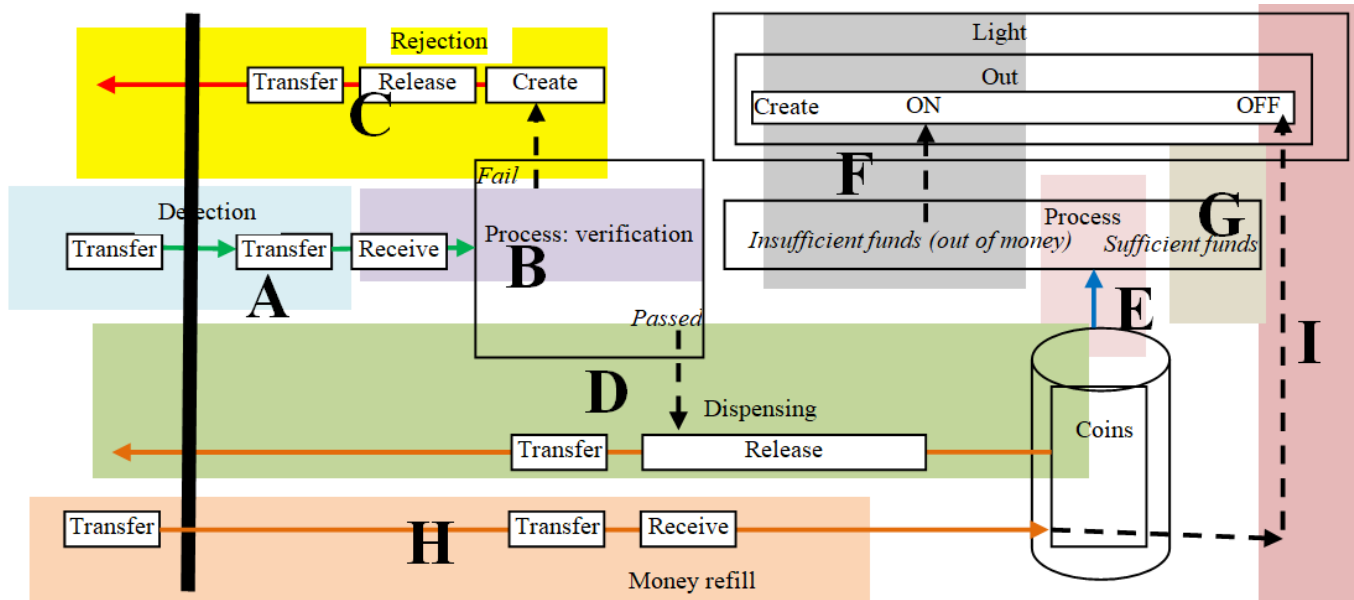 Rejection
Transfer
Release
Create
C
Light
Out
Create
ON
OFF
Fail
F
Detection
Transfer
Transfer
Receive
Process: verification
A
B
Passed
Process
Insufficient funds (out of money)
Sufficient funds
G
E
I
D
Dispensing
Transfer
Release
Coins
Transfer
H
Transfer
Receive
Money refill